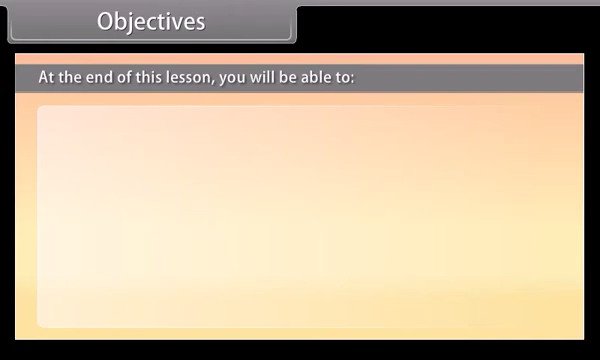 Objectives
At the end of this lesson, you will be able to: